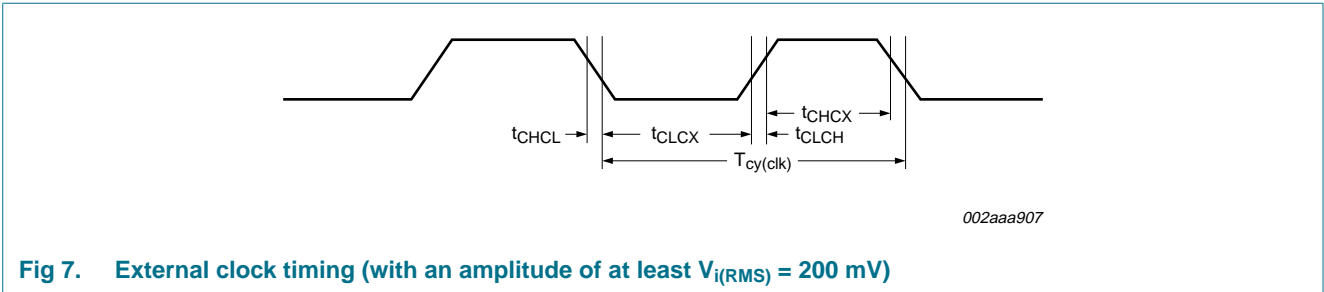 tCHCX
tCHCL tCLCX tCLCH
Tcy(clk)
002aaa907
Fig 7. External clock timing (with an amplitude of at least Vi(RMS) = 200 mV)